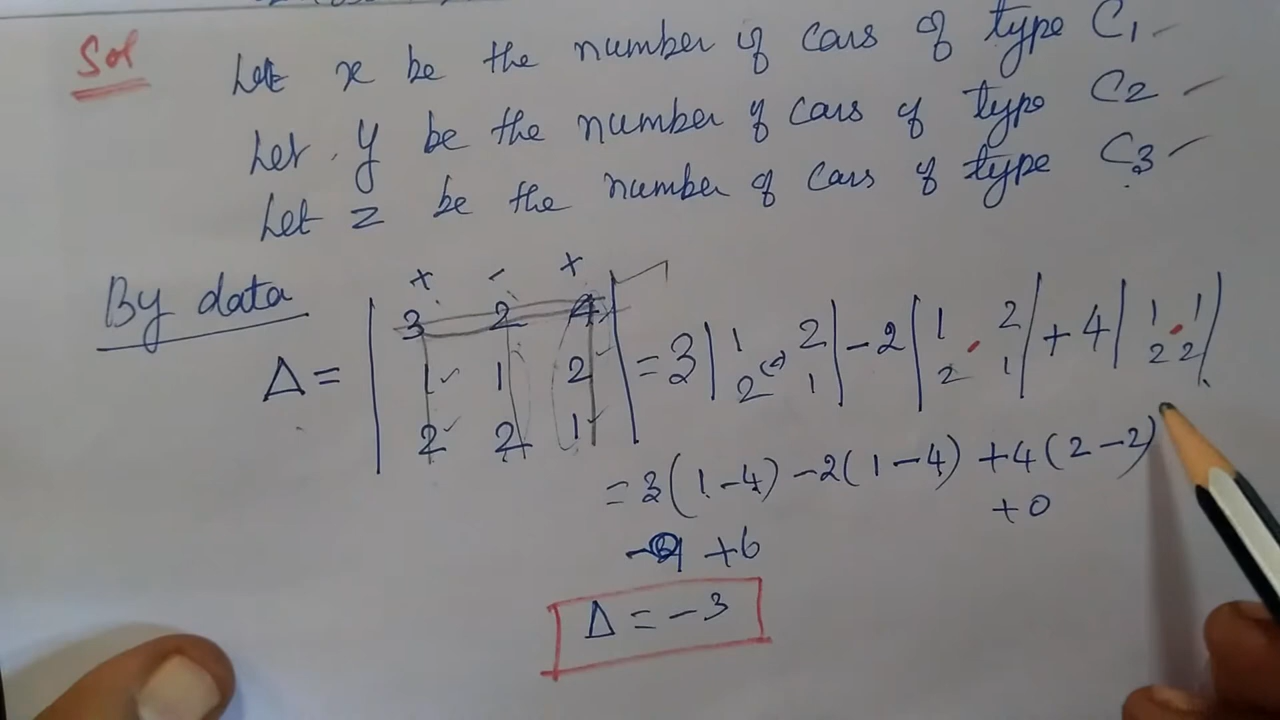 Sol
Let x be the number of cars of type C1
Let y be the number of cars of type C2
Let z be the number of cars of type C3
By data
+ - +
Δ = | 3 2 4 | = 3 | 1 2 | - 2 | 1 2 | + 4 | 1 1 |
| 1 1 2 | | 2 (-) 1 | | 2 1 | | 2 2 |
| 2 2 1 |
= 3(1-4) -2(1-4) +4(2-2)
+0
-9 +6
Δ = -3